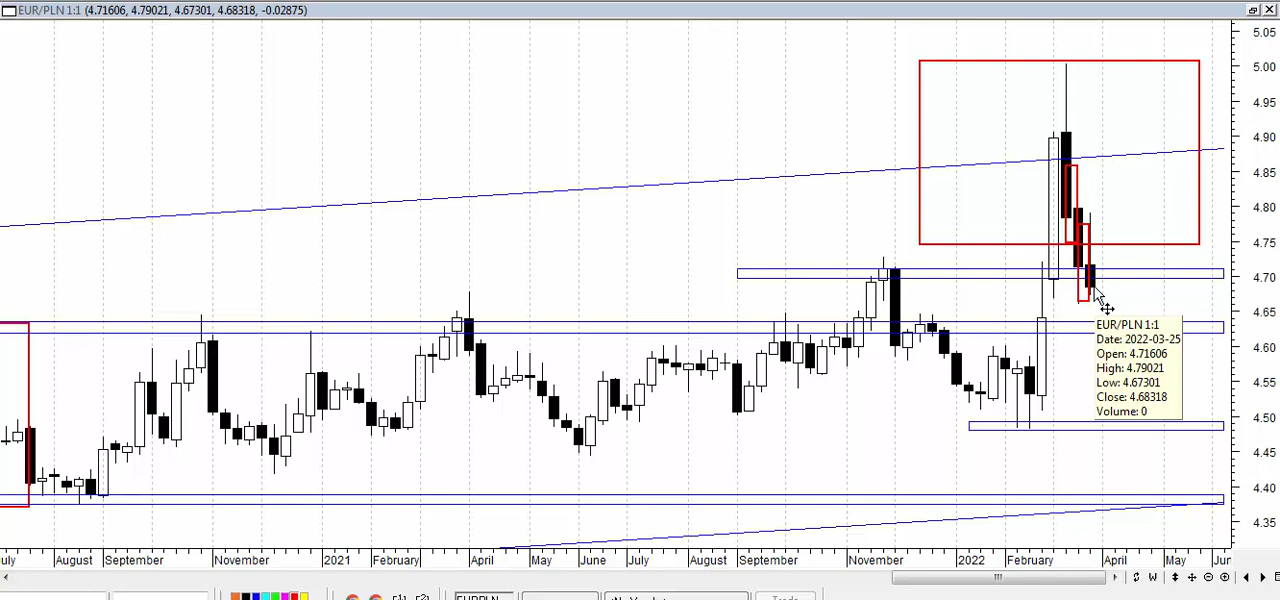 EUR/PLN 1:1 (4.71606, 4.79021, 4.67301, 4.68318, -0.02875)
5.05
5.00
4.95
4.90
4.85
4.80
4.75
4.70
4.65
4.60
4.55
4.50
4.45
4.40
4.35
EUR/PLN 1:1
Date: 2022-03-25
Open: 4.71606
High: 4.79021
Low: 4.67301
Close: 4.68318
Volume: 0
uly August September November 2021 February April May June July August September November 2022 February April May Jun
W
EURPLN
Trade